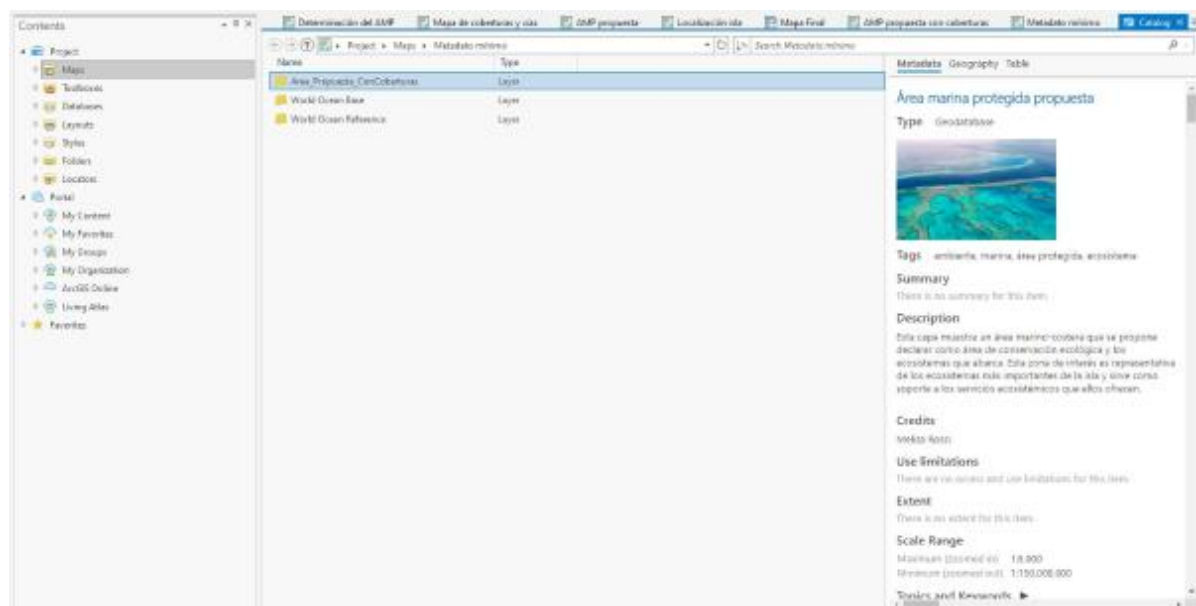 Contents
Determinación del AMP
Mapa de coberturas y usos
AMP propuesta
Localización isla
Mapa Final
AMP propuesta con coberturas
Metadato mínimo
Catalog
Project
Maps
Toolboxes
Databases
Layouts
Styles
Folders
Locators
Portal
My Content
My Favorites
My Groups
My Organization
ArcGIS Online
Living Atlas
Favorites
Project Maps Metadato mínimo
Search Metadato mínimo
Name Type
Area_Propuesta_ConCoberturas Layer
World Ocean Base Layer
World Ocean Reference Layer
Metadata Geography Table
Área marina protegida propuesta
Type Geodatabase
Tags ambiente, marina, área protegida, ecosistema
Summary
There is no summary for this item.
Description
Esta capa muestra un área marino-costera que se propone
declarar como área de conservación ecológica y los
ecosistemas que abarca. Esta zona de interés es representativa
de los ecosistemas más importantes de la isla y sirve como
soporte a los servicios ecosistémicos que ellos ofrecen.
Credits
Use limitations
There are no access and use limitations for this item.
Extent
There is no extent for this item.
Scale Range
Maximum (zoomed in) 1:8.000
Minimum (zoomed out) 1:150.000.000
Topics and Keywords